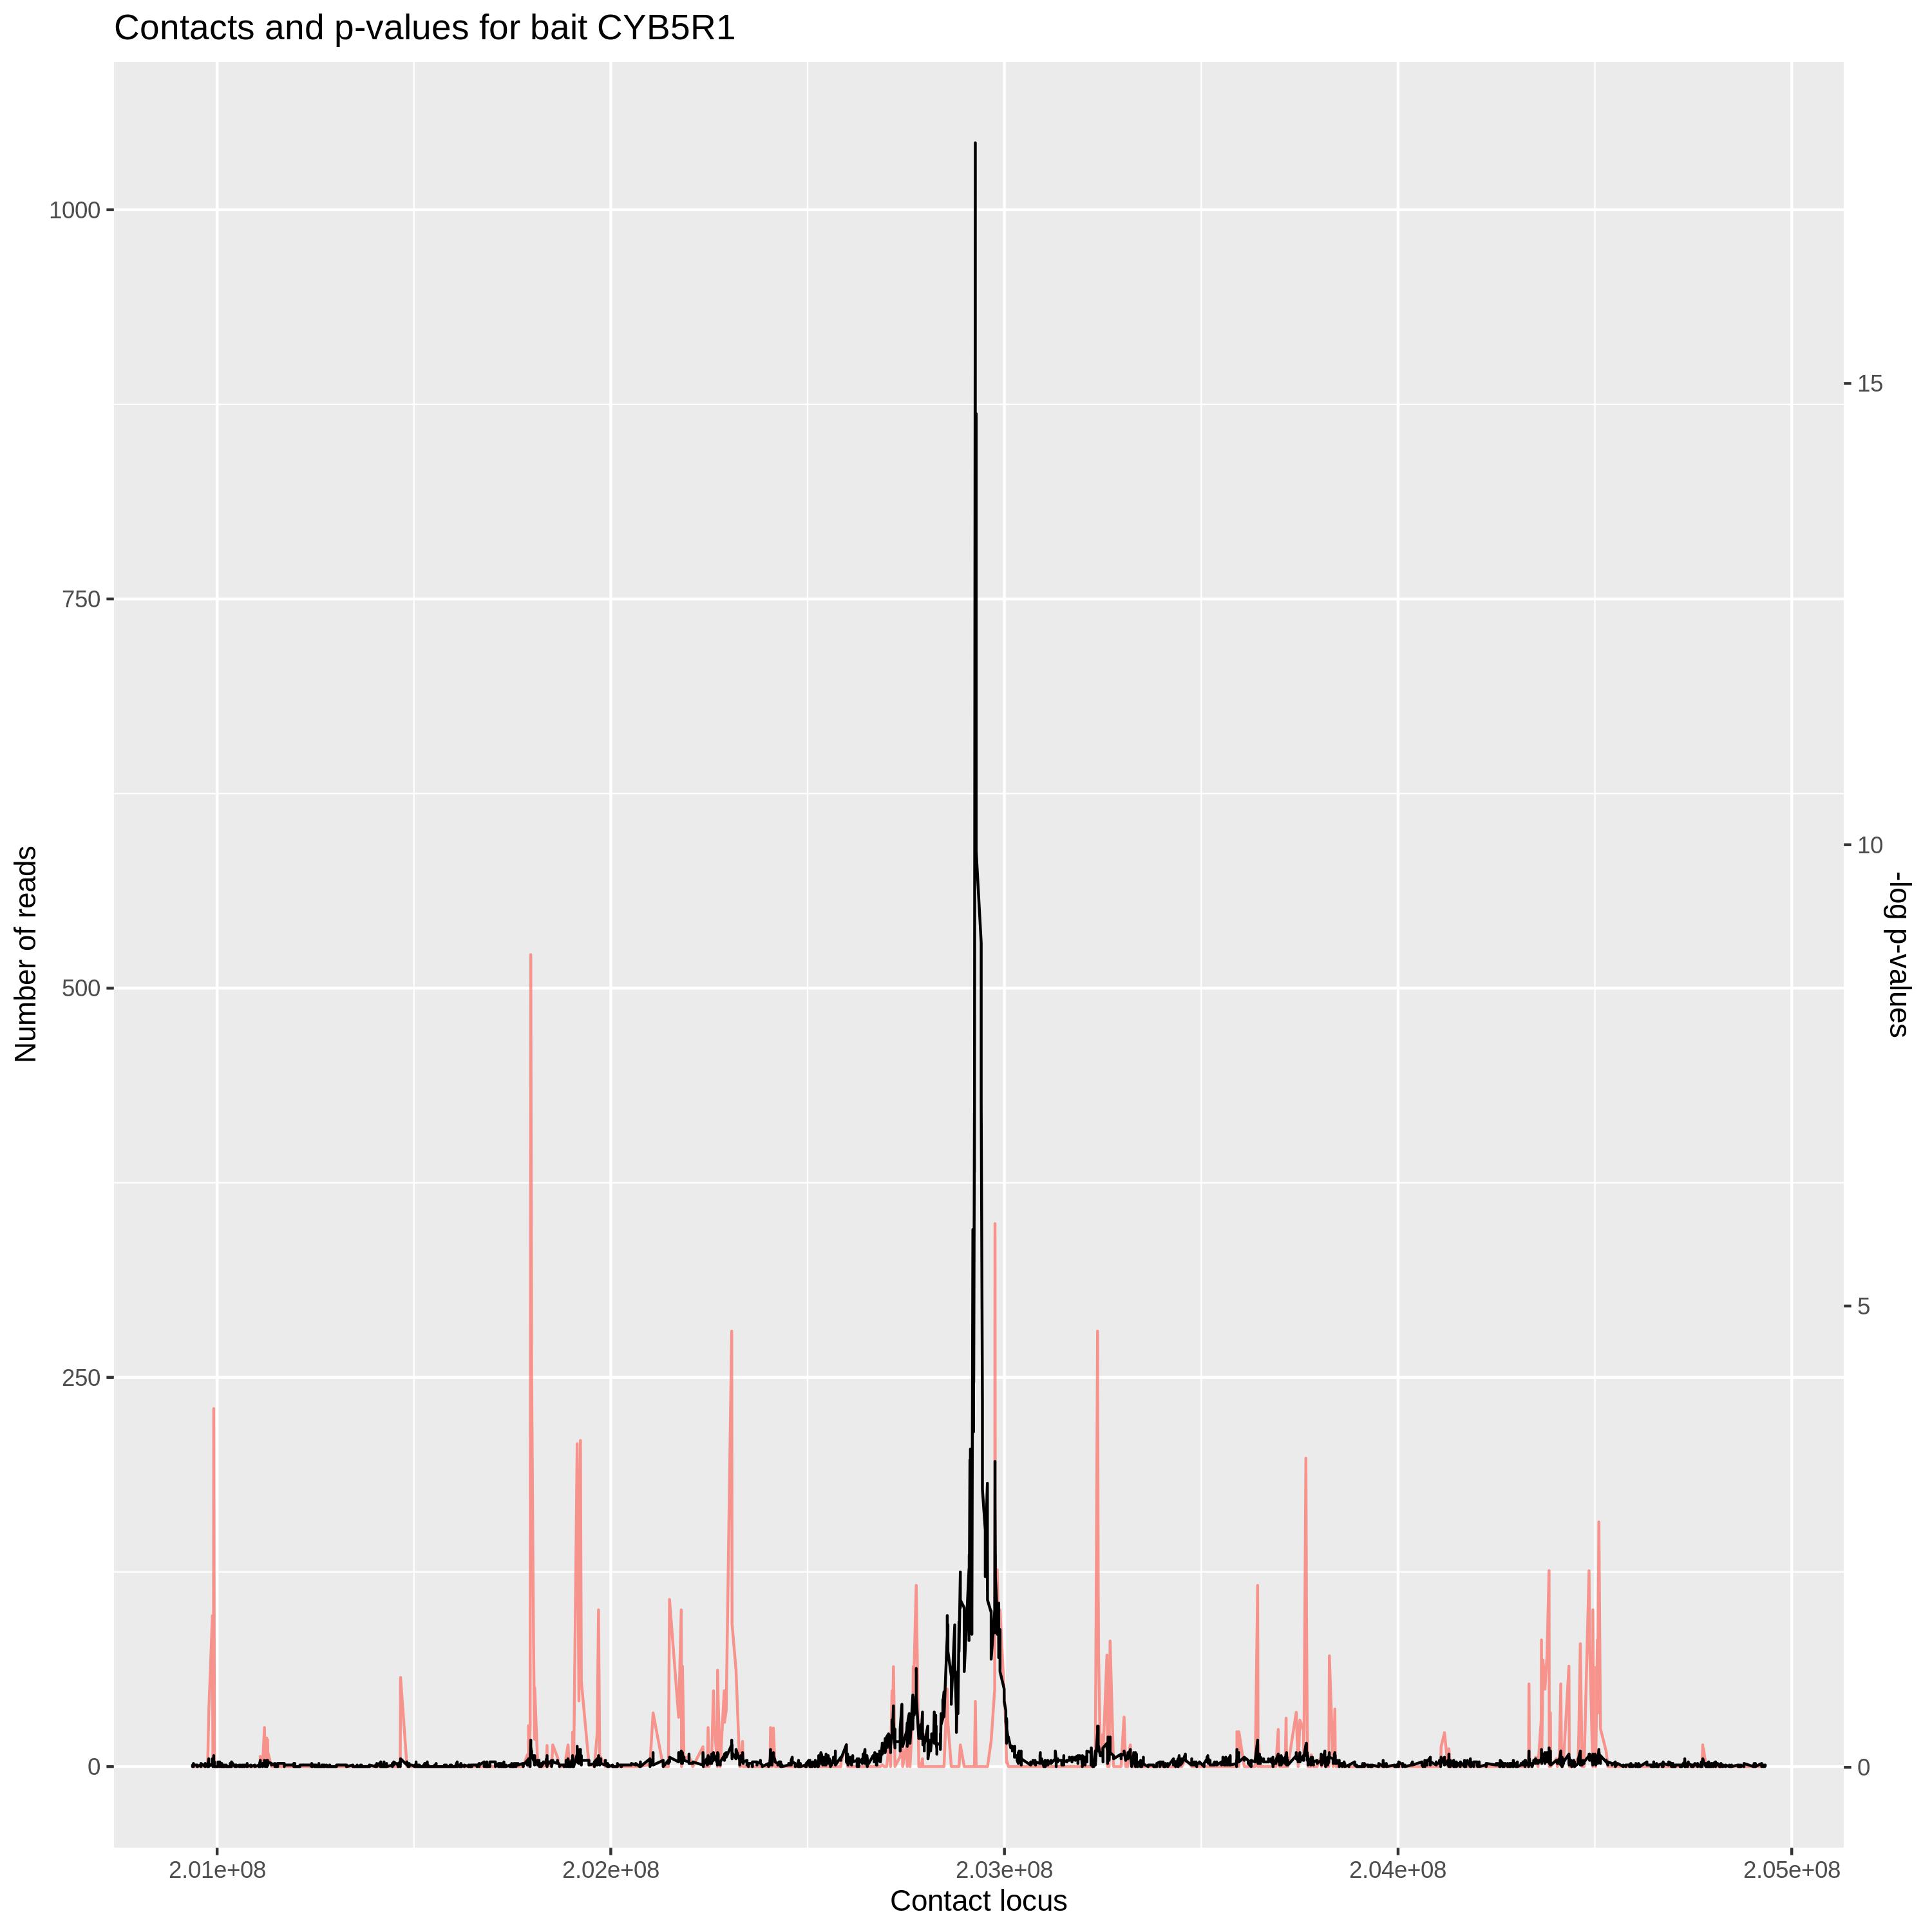 Contacts and p-values for bait CYB5R1
1000
750
500
250
0
Number of reads
15
10
5
0
-log p-values
2.01e+08
2.02e+08
2.03e+08
2.04e+08
2.05e+08
Contact locus